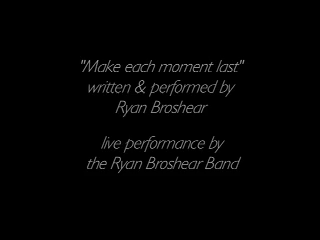 "Make each moment last"
written & performed by
Ryan Broshear
live performance by
the Ryan Broshear Band